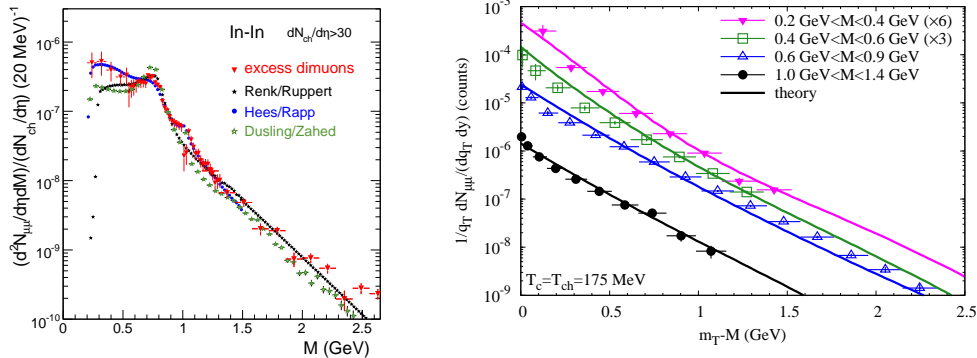 (d²N_μμ/dηdM)/(dN_ch/dη) (20 MeV)⁻¹
10⁻⁶
10⁻⁷
10⁻⁸
10⁻⁹
10⁻¹⁰
In-In dN_ch/dη>30
excess dimuons
Renk/Ruppert
Hees/Rapp
Dusling/Zahed
0 0.5 1.0 1.5 2.0 2.5
M (GeV)
1/q_T dN_μμ/(dq_T dy) (counts)
10⁻³
10⁻⁴
10⁻⁵
10⁻⁶
10⁻⁷
10⁻⁸
10⁻⁹
0.2 GeV<M<0.4 GeV (×6)
0.4 GeV<M<0.6 GeV (×3)
0.6 GeV<M<0.9 GeV
1.0 GeV<M<1.4 GeV
theory
T_c=T_ch=175 MeV
0 0.5 1 1.5 2 2.5
m_T-M (GeV)